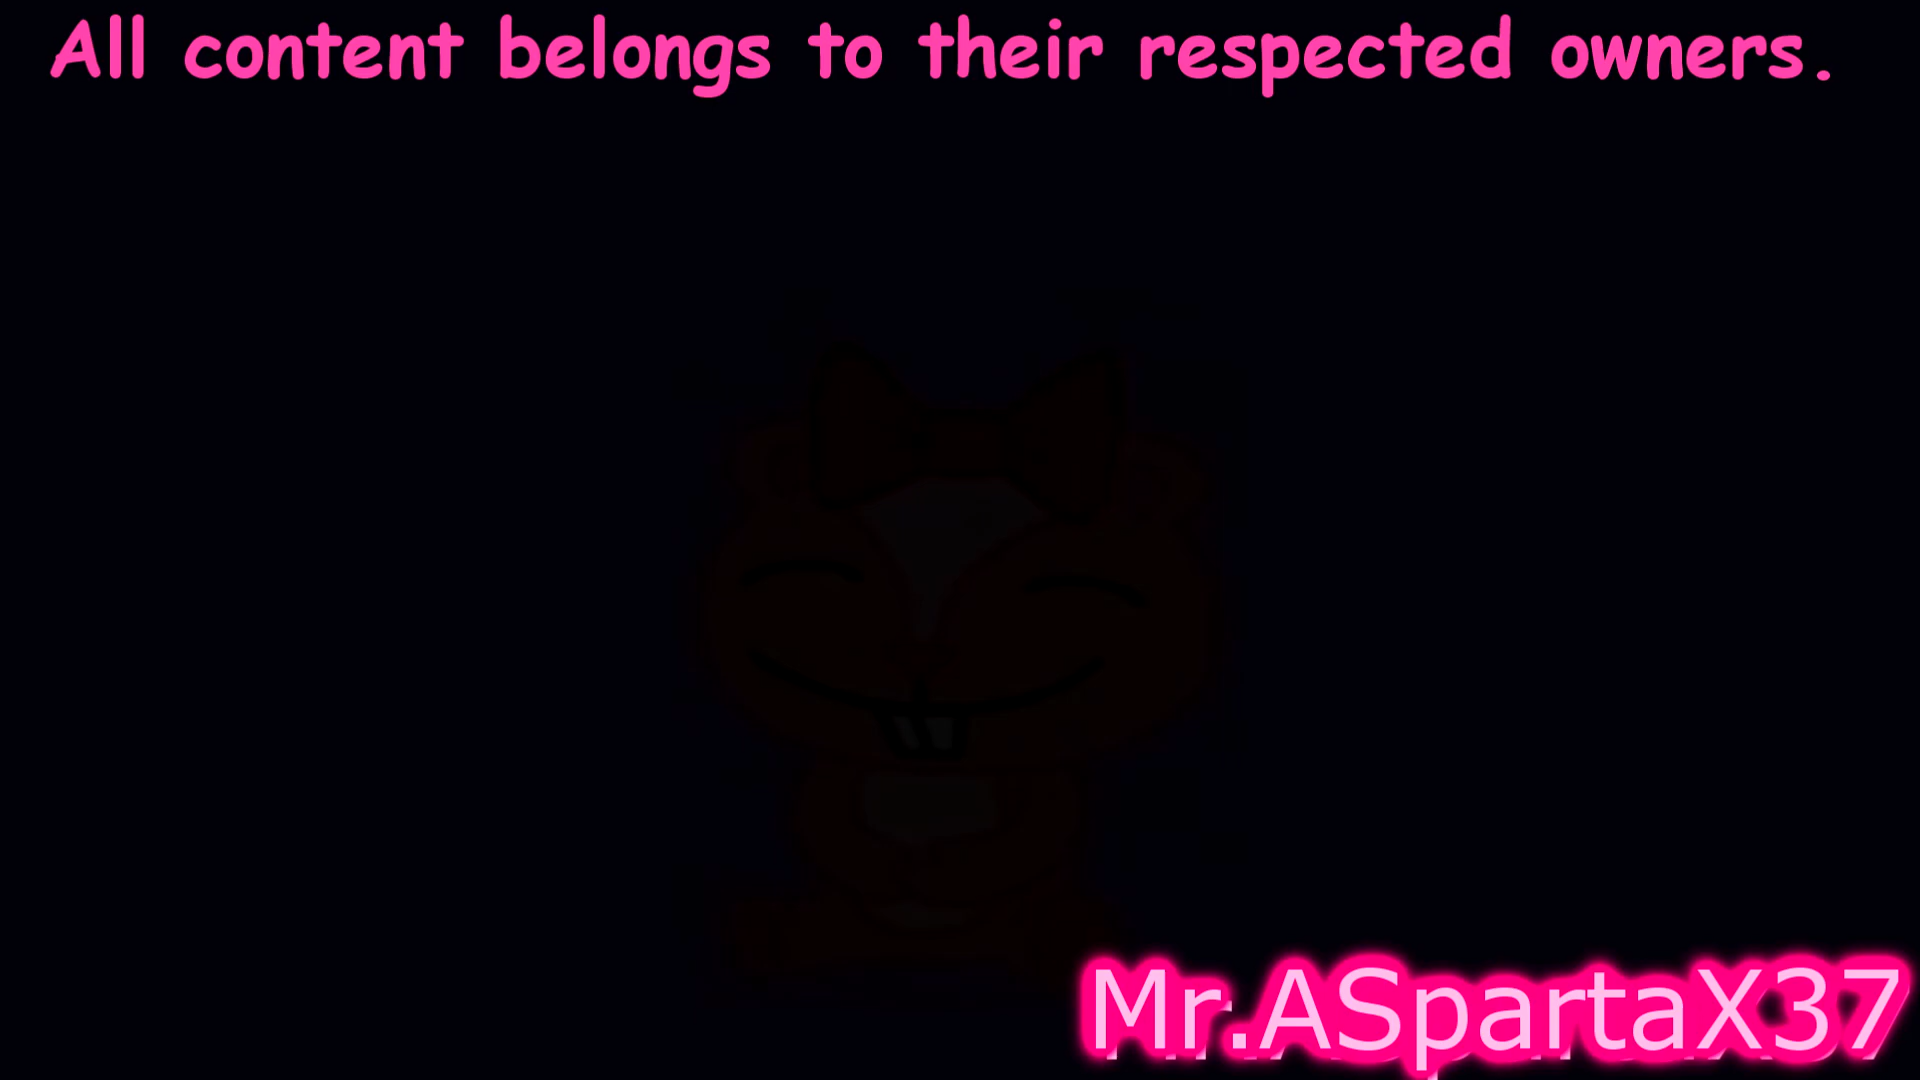 All content belongs to their respected owners.
Mr.ASpartaX37